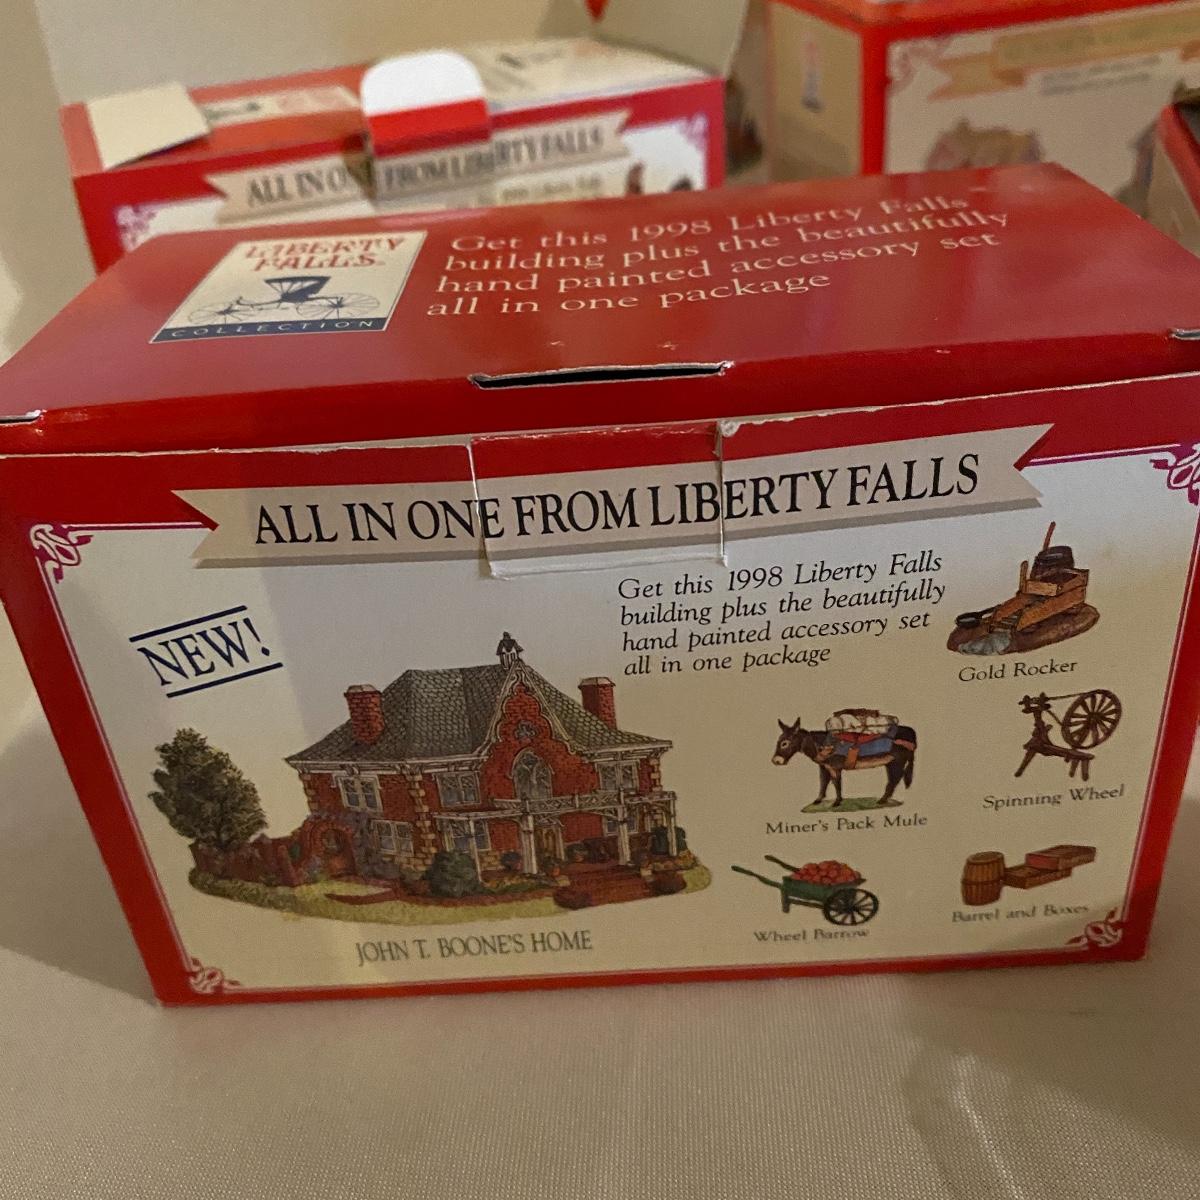 ALL IN ONE FROM LIBERTY FALLS
LIBERTY
FALLS
COLLECTION
Get this 1998 Liberty Falls
building plus the beautifully
hand painted accessory set
all in one package
ALL IN ONE FROM LIBERTY FALLS
NEW!
Get this 1998 Liberty Falls
building plus the beautifully
hand painted accessory set
all in one package
Gold Rocker
Miner's Pack Mule
Spinning Wheel
Wheel Barrow
Barrel and Boxes
JOHN T. BOONE'S HOME